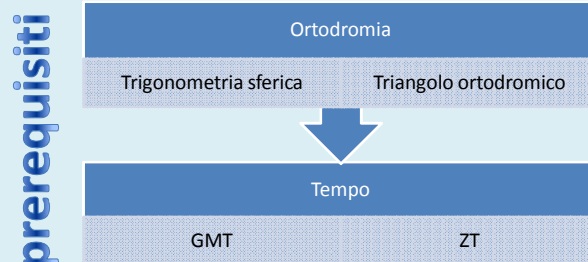 prerequisiti
Ortodromia
Trigonometria sferica Triangolo ortodromico
Tempo
GMT ZT